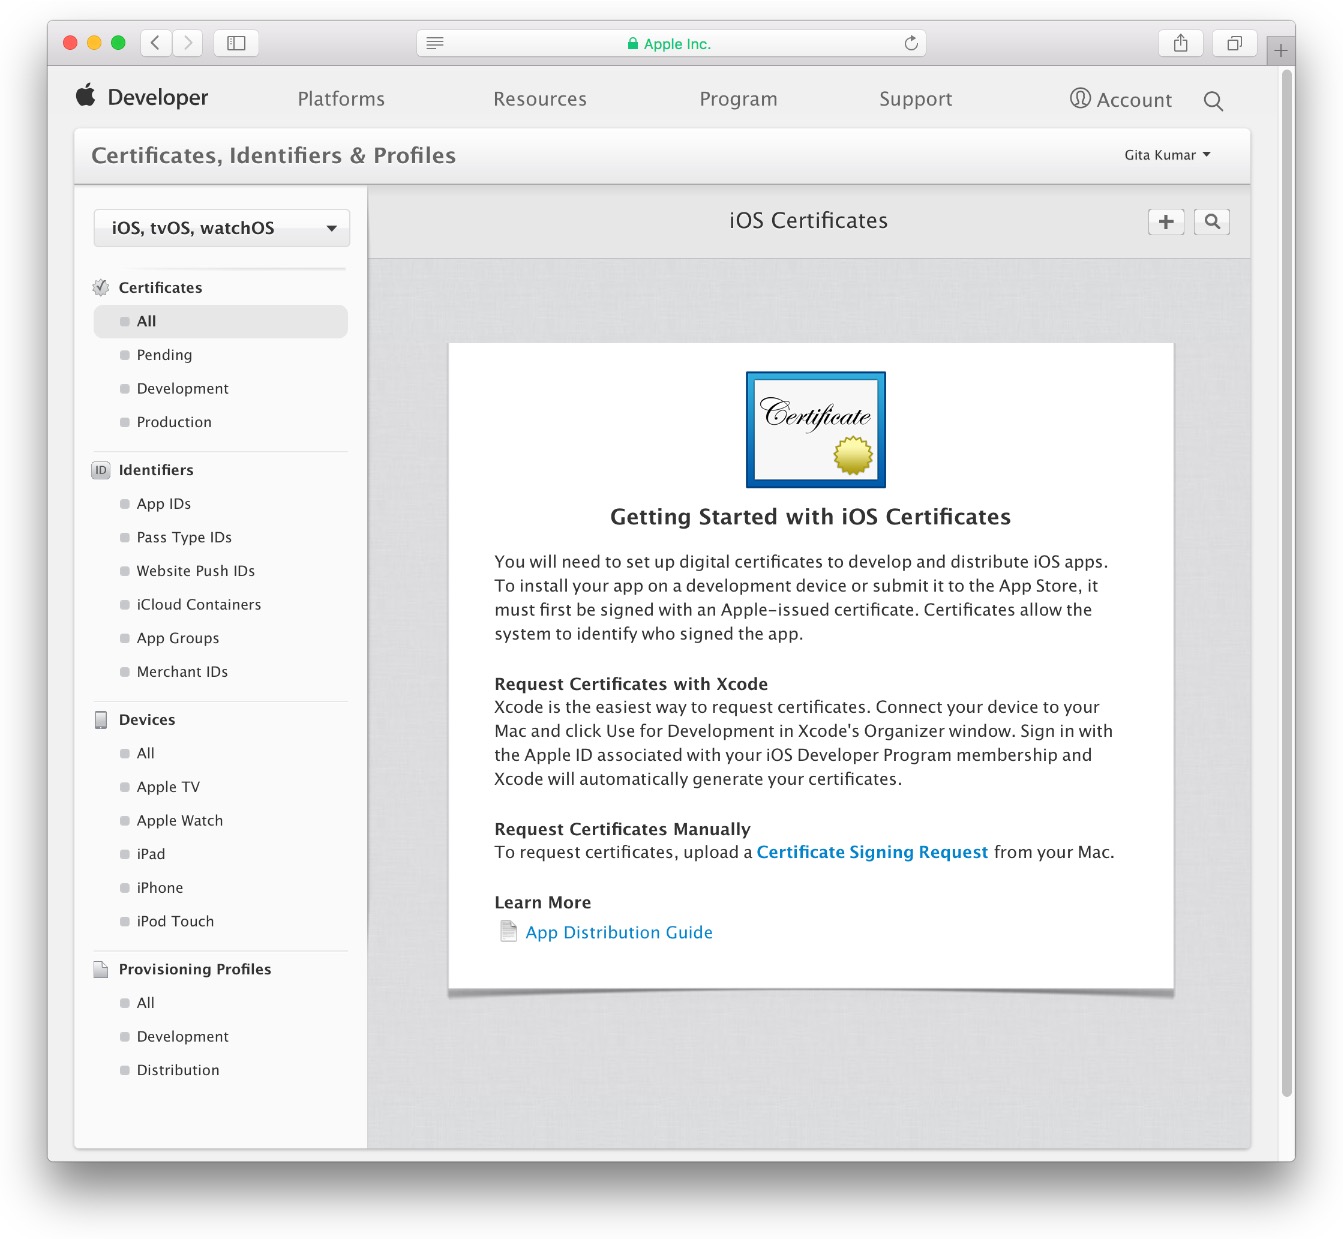 Apple Inc.
Developer
Platforms
Resources
Program
Support
Account
Certificates, Identifiers & Profiles
Gita Kumar
iOS, tvOS, watchOS
iOS Certificates
Certificates
All
Pending
Development
Production
ID Identifiers
App IDs
Pass Type IDs
Website Push IDs
iCloud Containers
App Groups
Merchant IDs
Devices
All
Apple TV
Apple Watch
iPad
iPhone
iPod Touch
Provisioning Profiles
All
Development
Distribution
Certificate
Getting Started with iOS Certificates
You will need to set up digital certificates to develop and distribute iOS apps.
To install your app on a development device or submit it to the App Store, it
must first be signed with an Apple-issued certificate. Certificates allow the
system to identify who signed the app.
Request Certificates with Xcode
Xcode is the easiest way to request certificates. Connect your device to your
Mac and click Use for Development in Xcode's Organizer window. Sign in with
the Apple ID associated with your iOS Developer Program membership and
Xcode will automatically generate your certificates.
Request Certificates Manually
To request certificates, upload a Certificate Signing Request from your Mac.
Learn More
App Distribution Guide